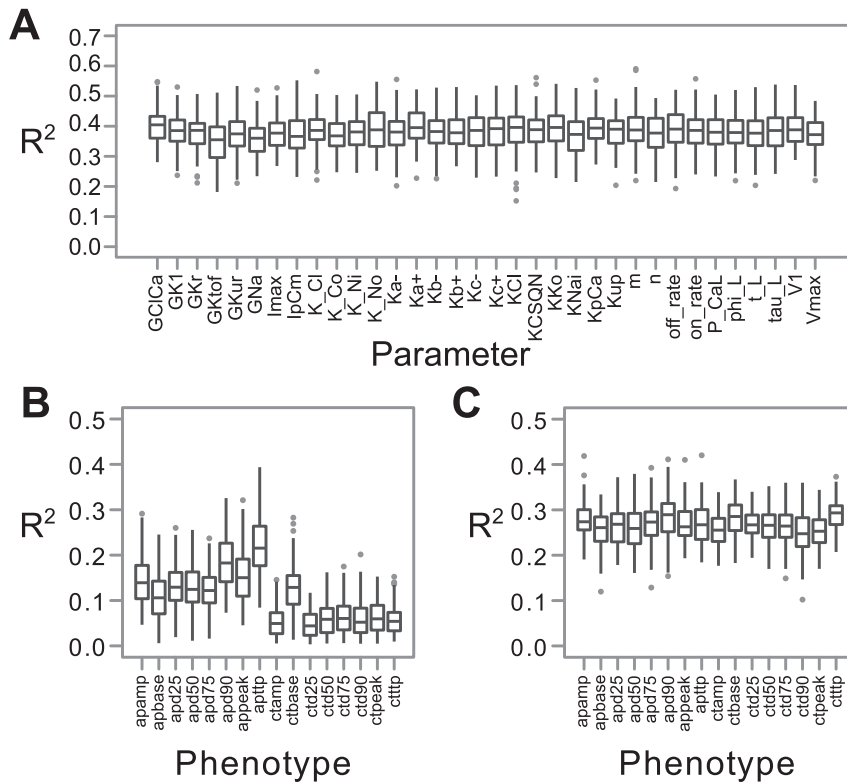 A
R²
0.7
0.6
0.5
0.4
0.3
0.2
0.1
0.0
GClCa
GK1
GKr
GKtof
GKur
GNa
Imax
IpCm
K_Cl
K_Co
K_Ni
K_No
Ka-
Ka+
Kb-
Kb+
Kc-
Kc+
KCl
KCSQN
KKo
KNai
KpCa
Kup
m
n
off_rate
on_rate
P_CaL
phi_L
t_L
tau_L
V1
Vmax
Parameter
B
R²
0.5
0.4
0.3
0.2
0.1
0.0
apamp
apbase
apd25
apd50
apd75
apd90
appeak
apttp
ctamp
ctbase
ctd25
ctd50
ctd75
ctd90
ctpeak
ctttp
Phenotype
C
R²
0.5
0.4
0.3
0.2
0.1
0.0
apamp
apbase
apd25
apd50
apd75
apd90
appeak
apttp
ctamp
ctbase
ctd25
ctd50
ctd75
ctd90
ctpeak
ctttp
Phenotype